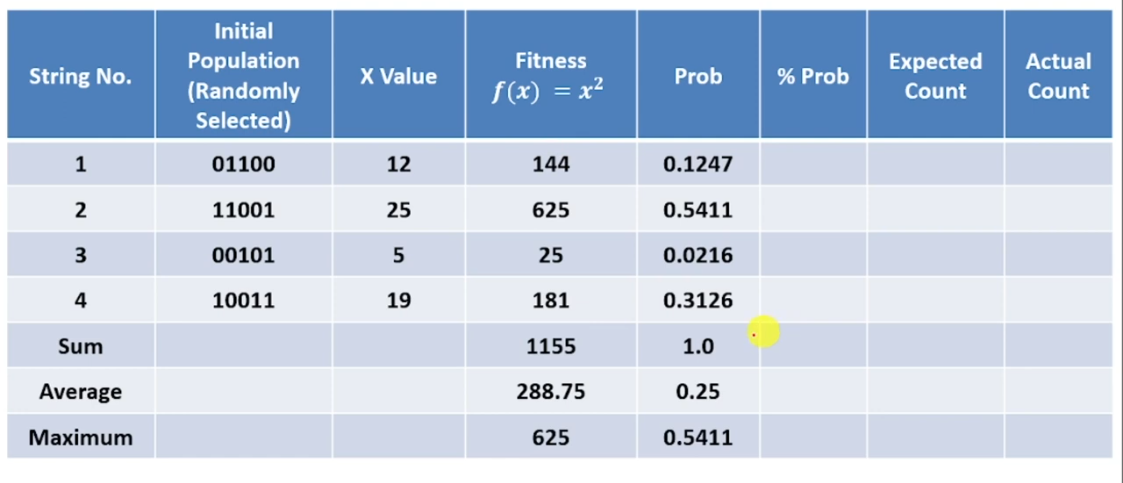 String No. Initial Population (Randomly Selected) X Value Fitness f(x) = x² Prob % Prob Expected Count Actual Count
1 01100 12 144 0.1247
2 11001 25 625 0.5411
3 00101 5 25 0.0216
4 10011 19 181 0.3126
Sum 1155 1.0
Average 288.75 0.25
Maximum 625 0.5411